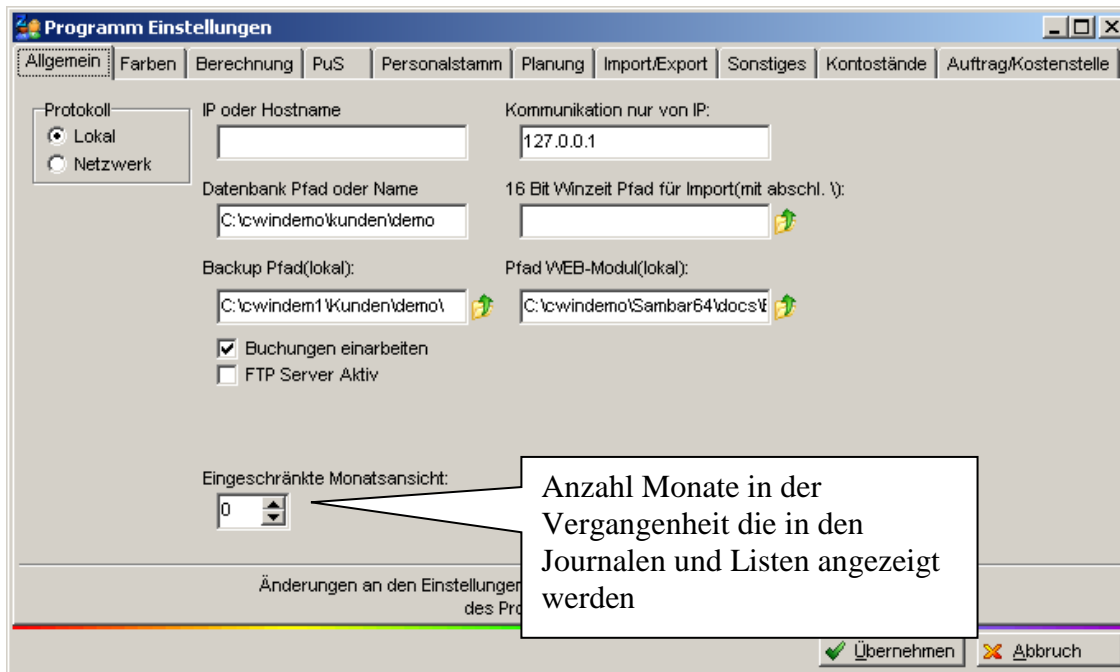 Programm Einstellungen
Allgemein Farben Berechnung PuS Personalstamm Planung Import/Export Sonstiges Kontostände Auftrag/Kostenstelle
Protokoll
Lokal
Netzwerk
IP oder Hostname
Kommunikation nur von IP:
127.0.0.1
Datenbank Pfad oder Name
16 Bit Winzeit Pfad für Import(mit abschl. \):
C:\cwindemo\kunden\demo
Backup Pfad(lokal):
Pfad WEB-Modul(lokal):
C:\cwindem1\Kunden\demo\
C:\cwindemo\Sambar64\docs\
Buchungen einarbeiten
FTP Server Aktiv
Eingeschränkte Monatsansicht:
0
Anzahl Monate in der
Vergangenheit die in den
Journalen und Listen angezeigt
werden
Änderungen an den Einstellungen
des
Übernehmen Abbruch